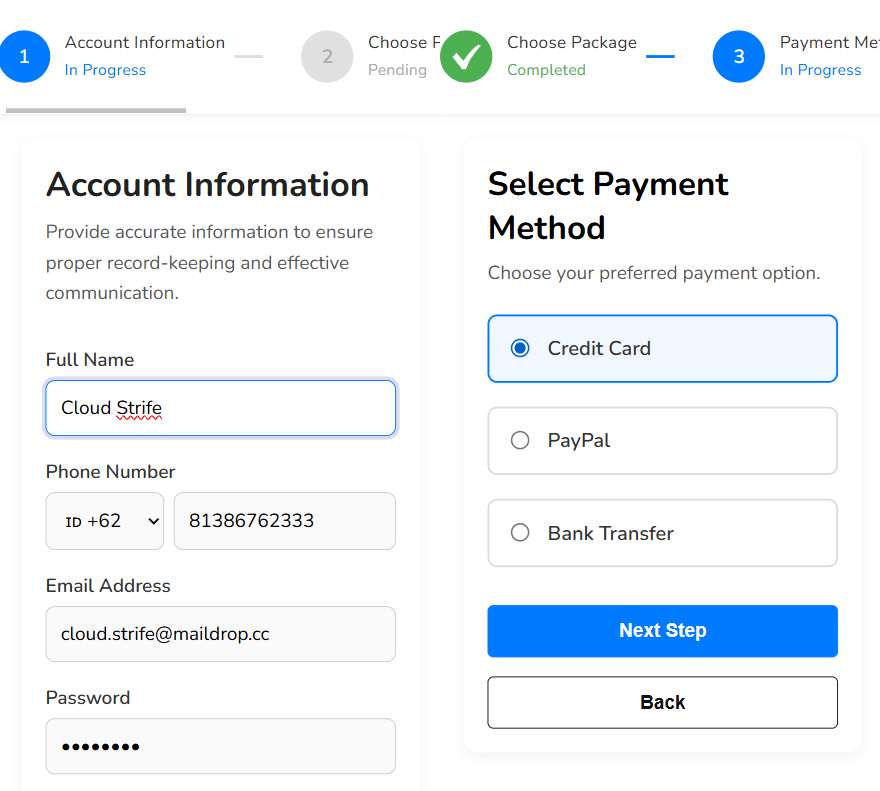 1
Account Information
In Progress
2
Choose
Pending
Account Information
Provide accurate information to ensure
proper record-keeping and effective
communication.
Full Name
Cloud Strife
Phone Number
ID +62
81386762333
Email Address
cloud.strife@maildrop.cc
Password
Choose Package
Completed
3
Payment
In Progress
Select Payment
Method
Choose your preferred payment option.
Credit Card
PayPal
Bank Transfer
Next Step
Back